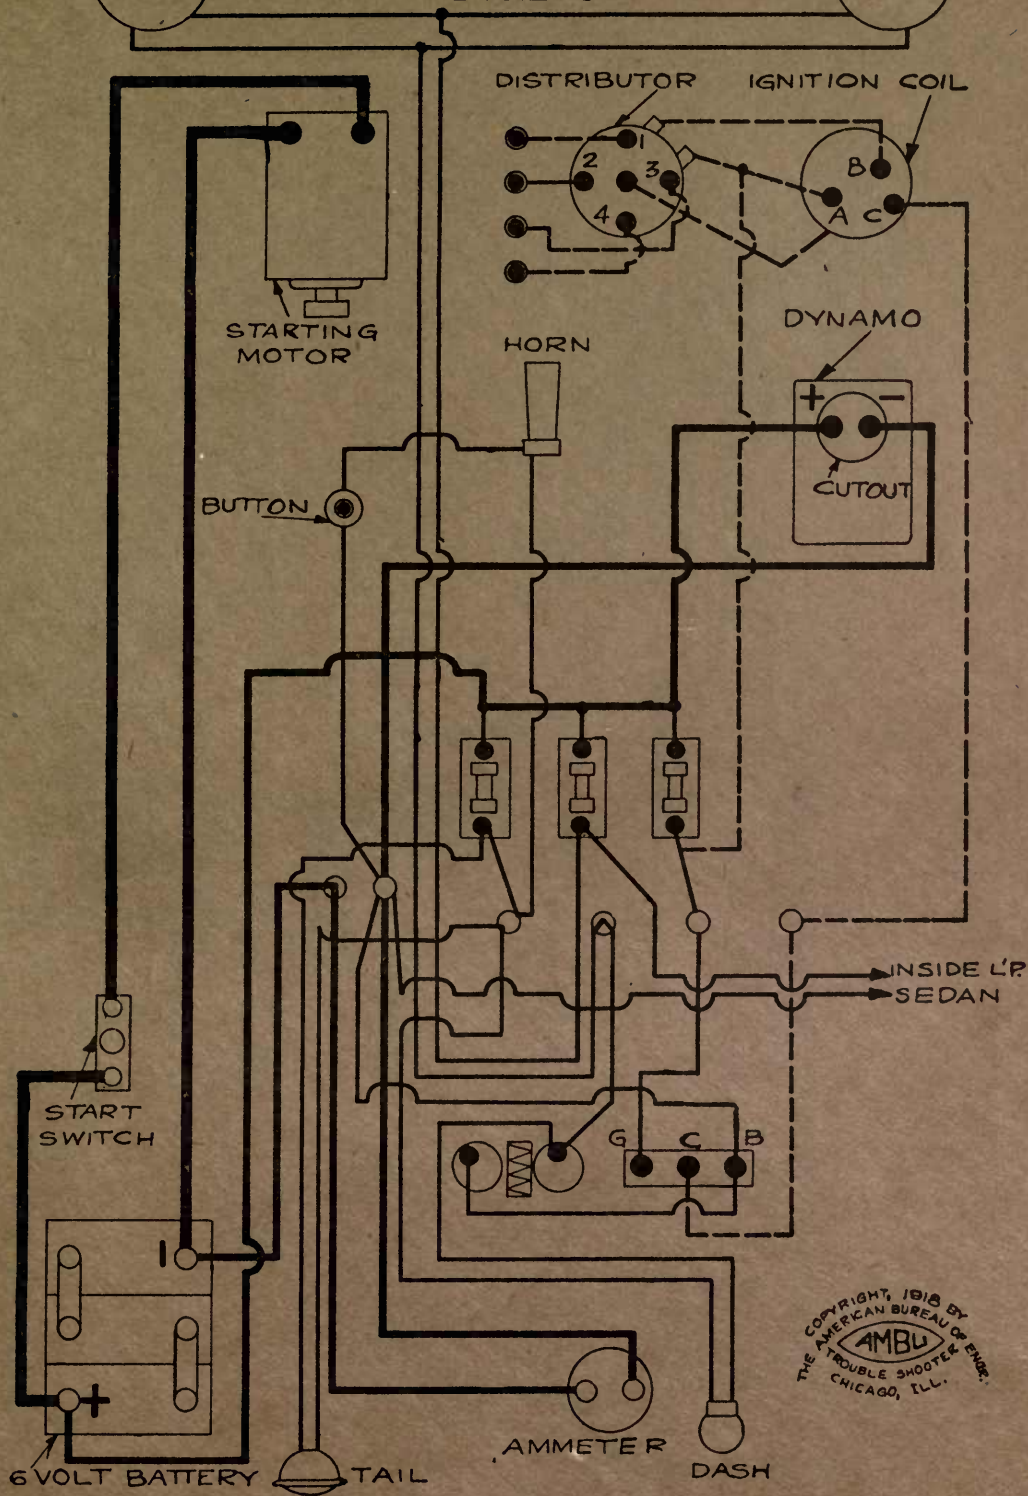 DISTRIBUTOR
IGNITION COIL
1
2
3
4
B
A
C
STARTING
MOTOR
HORN
DYNAMO
+
−
CUTOUT
BUTTON
INSIDE L'P.
SEDAN
START
SWITCH
G
C
B
−
+
6 VOLT BATTERY
TAIL
AMMETER
DASH
COPYRIGHT, 1918 BY
THE AMERICAN BUREAU OF ENGR.
AMBU
TROUBLE SHOOTER
CHICAGO, ILL.